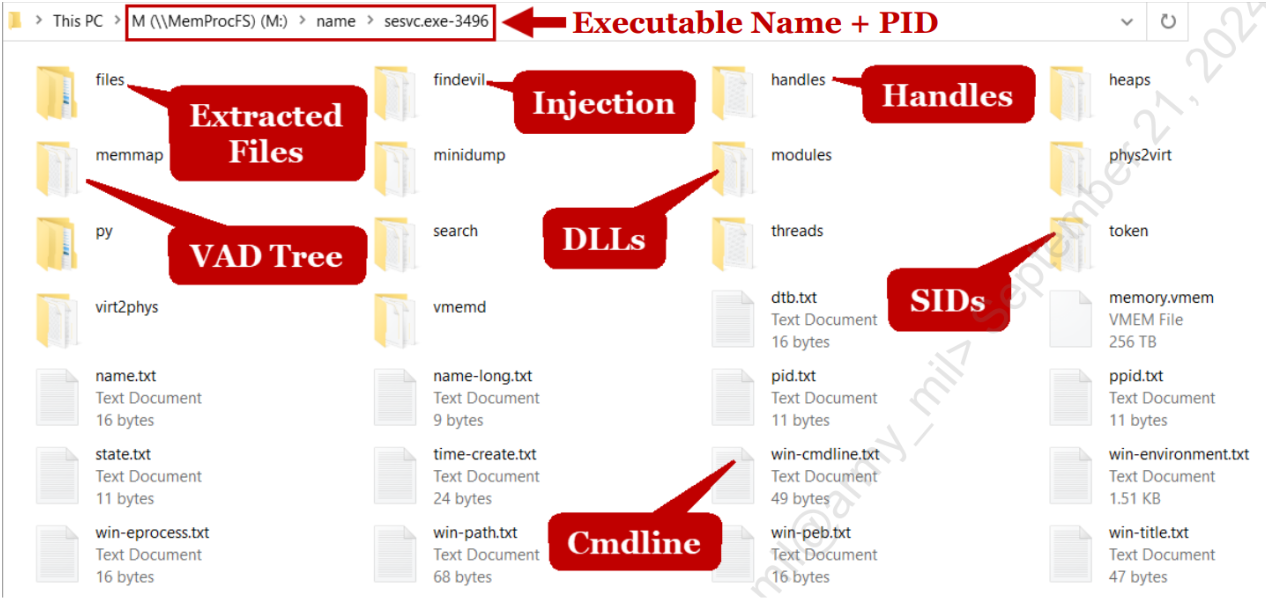 This PC > M (\\MemProcFS) (M:) > name > sesvc.exe-3496
Executable Name + PID
files
findevil
handles
heaps
Extracted
Files
Injection
Handles
memmap
minidump
modules
phys2virt
VAD Tree
DLLs
SIDs
py
search
threads
token
virt2phys
vmemd
dtb.txt
Text Document
16 bytes
memory.vmem
VMEM File
256 TB
name.txt
Text Document
16 bytes
name-long.txt
Text Document
9 bytes
pid.txt
Text Document
11 bytes
ppid.txt
Text Document
11 bytes
state.txt
Text Document
11 bytes
time-create.txt
Text Document
24 bytes
win-cmdline.txt
Text Document
49 bytes
win-environment.txt
Text Document
1.51 KB
Cmdline
win-eprocess.txt
Text Document
16 bytes
win-path.txt
Text Document
68 bytes
win-peb.txt
Text Document
16 bytes
win-title.txt
Text Document
47 bytes
mil@army_mil> September 21, 2024